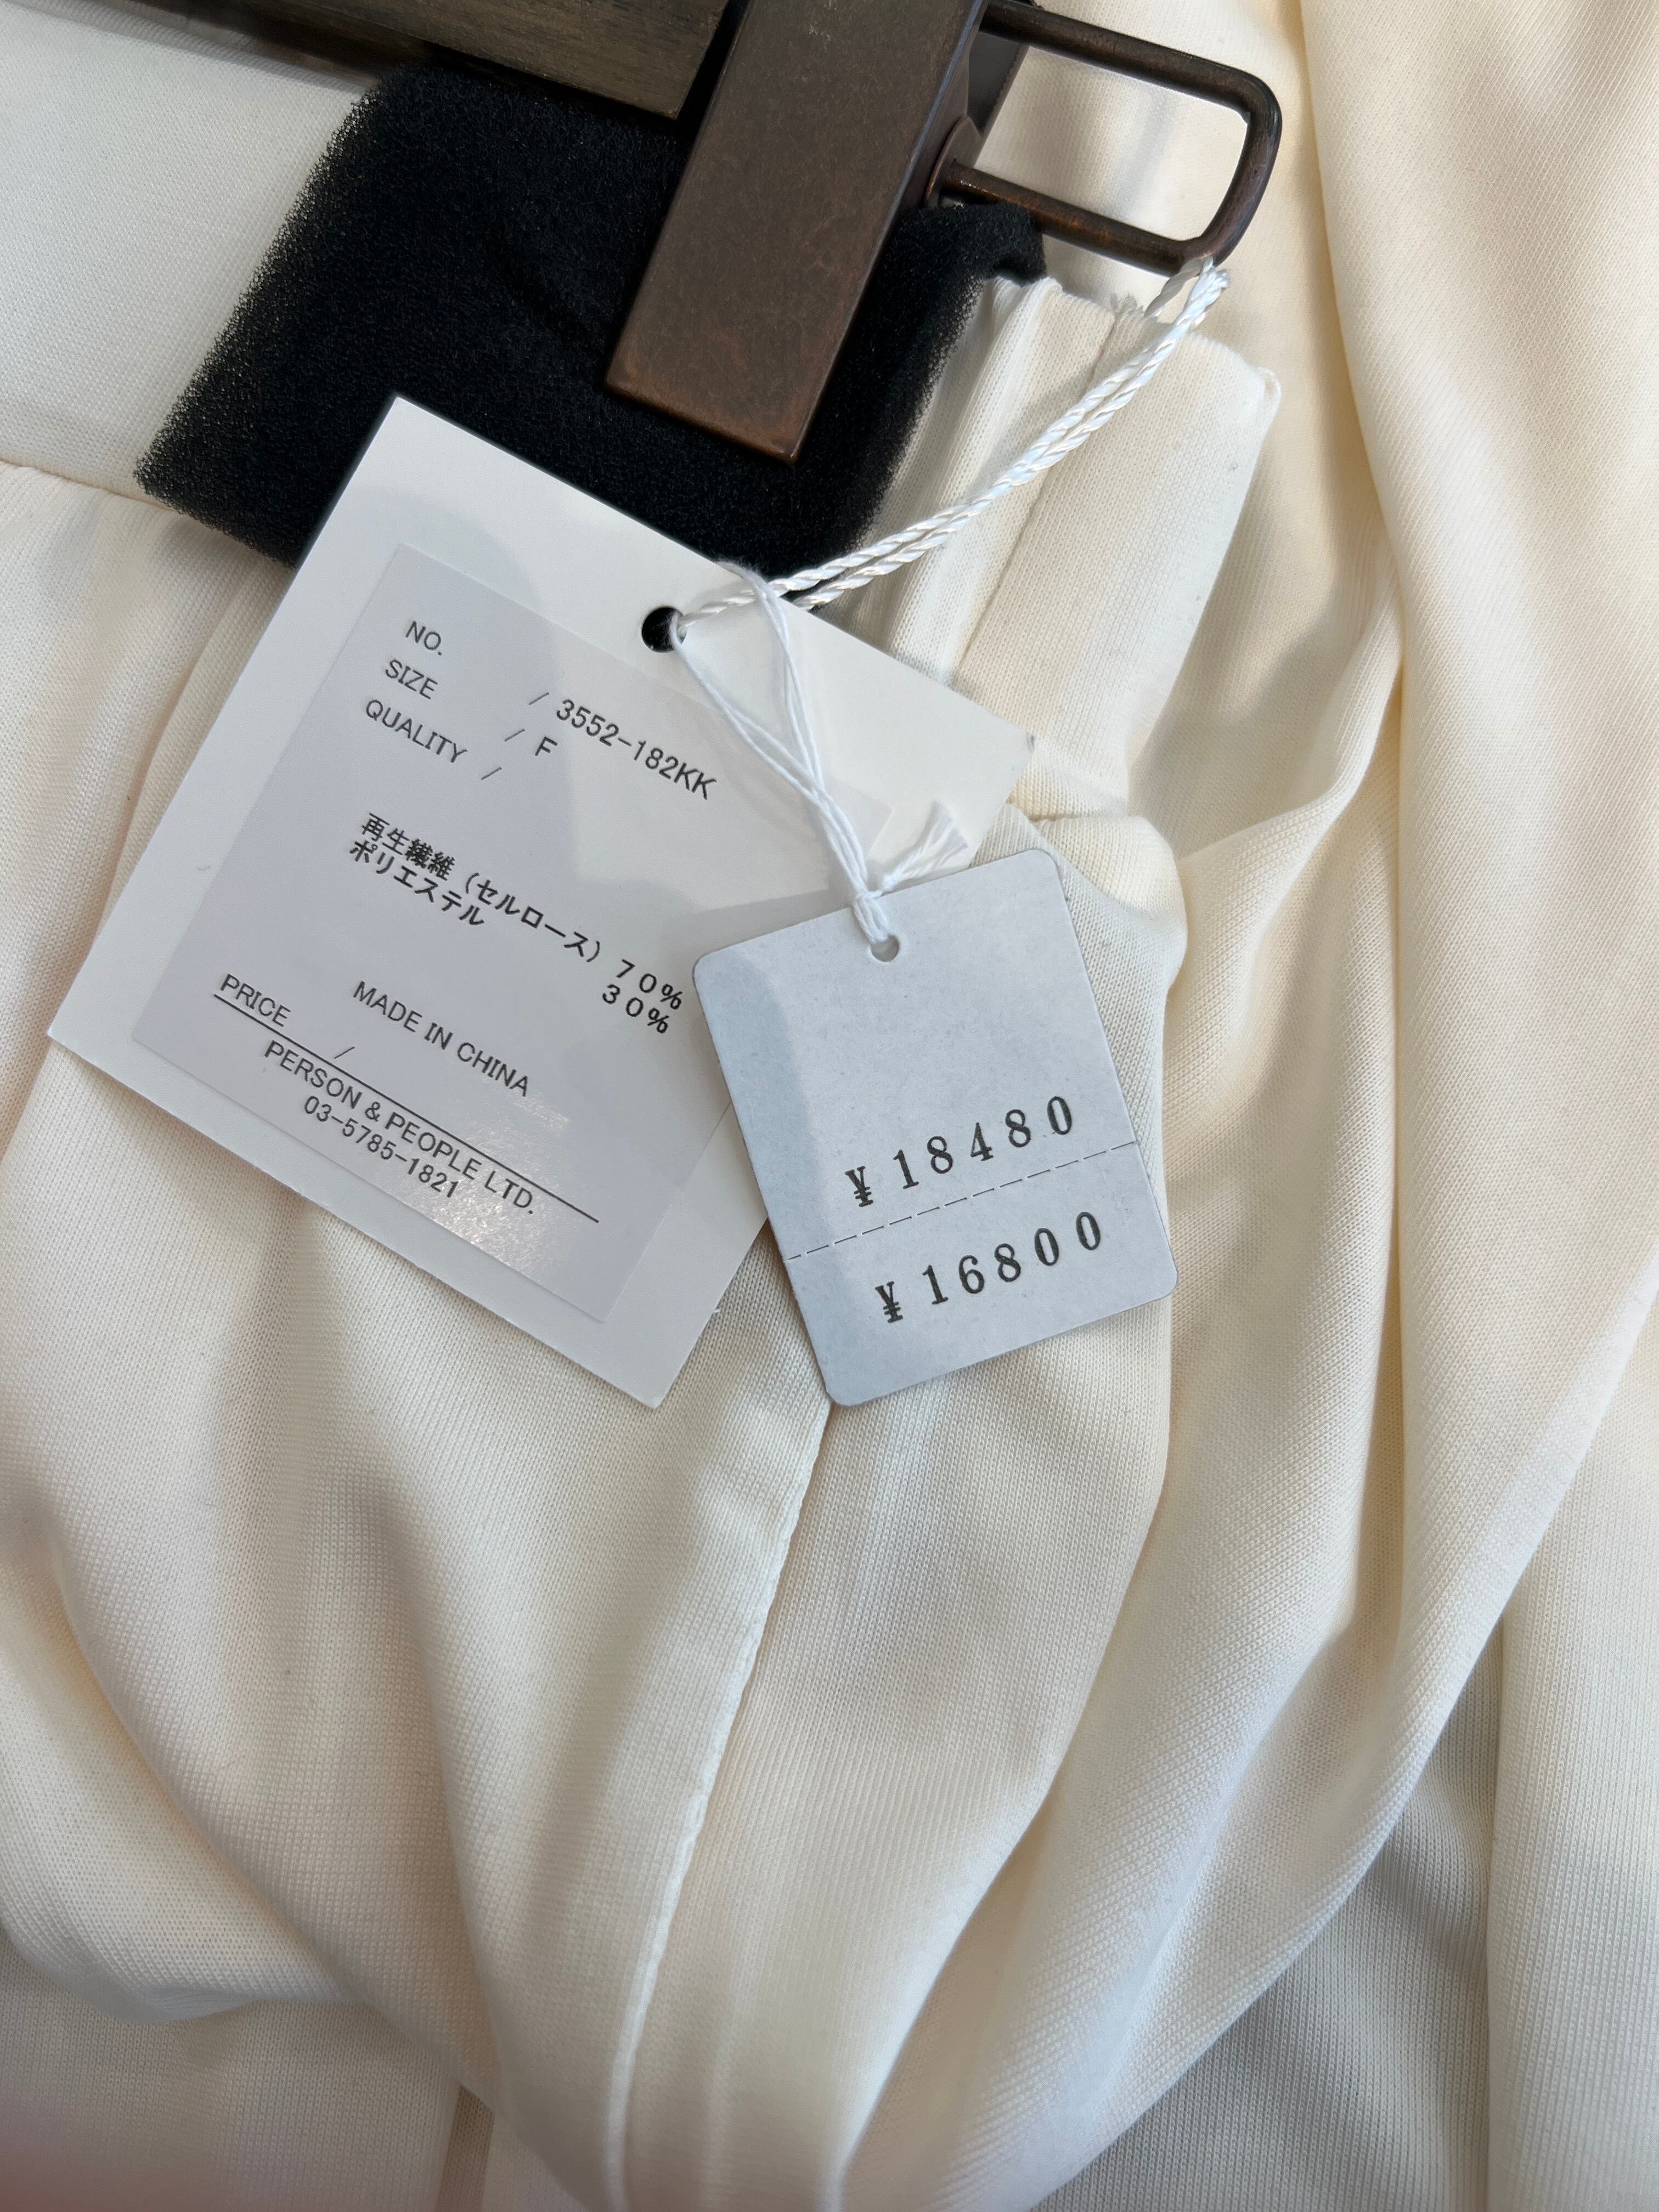 NO. / 3552-182KK
SIZE / F
QUALITY /
再生繊維（セルロース） 70%
ポリエステル 30%
MADE IN CHINA
PRICE /
PERSON & PEOPLE LTD.
03-5785-1821
¥18480
¥16800